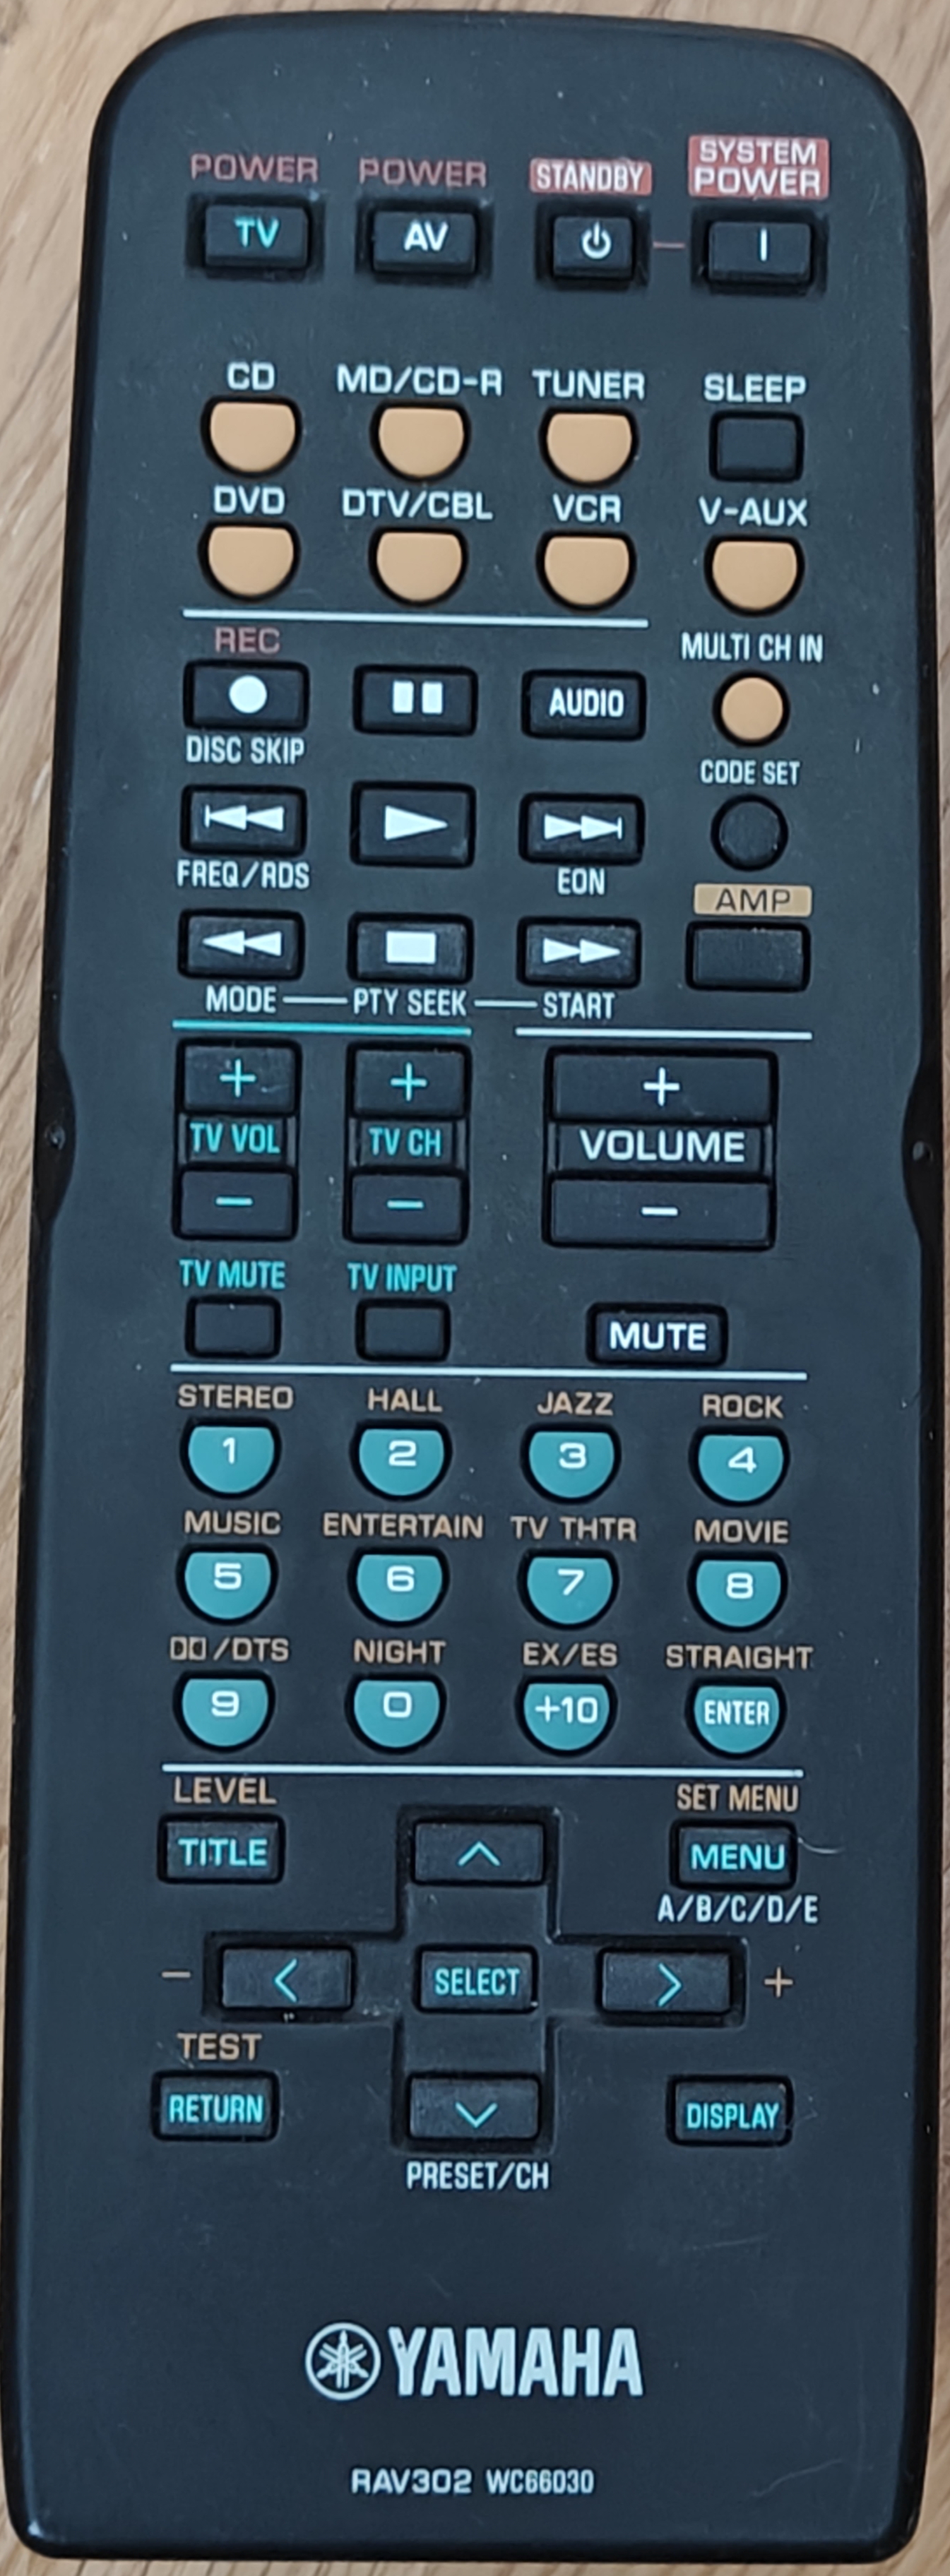 POWER POWER STANDBY SYSTEM POWER
TV AV
CD MD/CD-R TUNER SLEEP
DVD DTV/CBL VCR V-AUX
REC MULTI CH IN
AUDIO
DISC SKIP CODE SET
FREQ/RDS EON AMP
MODE PTY SEEK START
+ + +
TV VOL TV CH VOLUME
− − −
TV MUTE TV INPUT
MUTE
STEREO HALL JAZZ ROCK
1 2 3 4
MUSIC ENTERTAIN TV THTR MOVIE
5 6 7 8
DD/DTS NIGHT EX/ES STRAIGHT
9 0 +10 ENTER
LEVEL SET MENU
TITLE MENU
A/B/C/D/E
− SELECT +
TEST
RETURN DISPLAY
PRESET/CH
YAMAHA
RAV302 WC66030